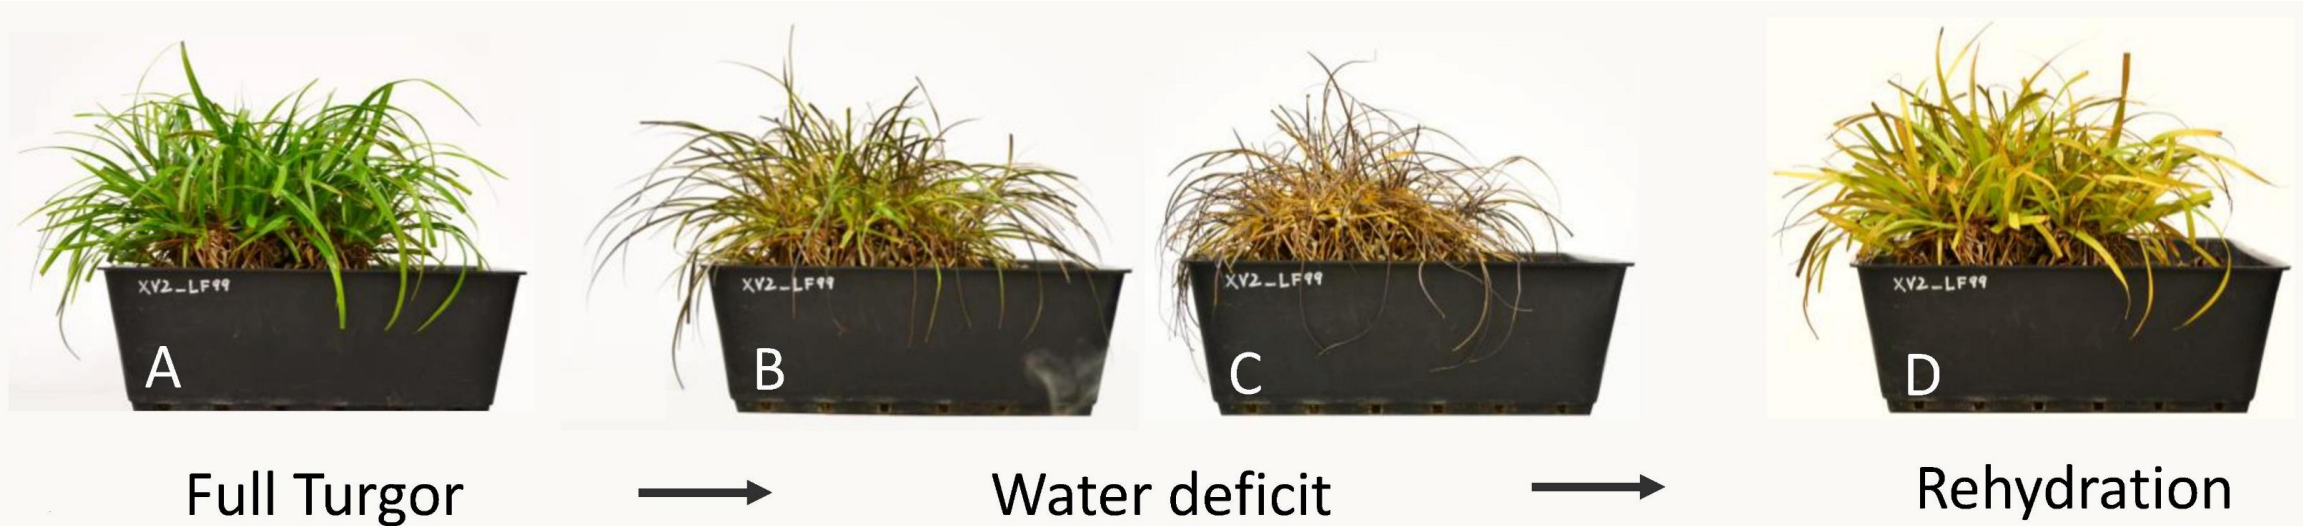 XV2_LF99
XV2_LF99
XV2_LF99
XV2_LF99
A
B
C
D
Full Turgor
Water deficit
Rehydration